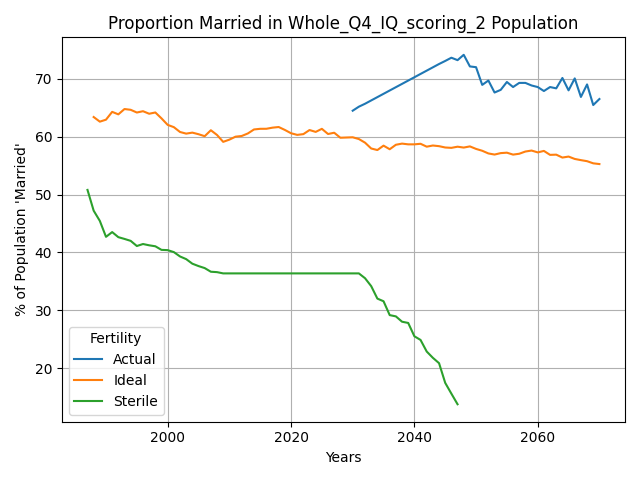 Proportion Married in Whole_Q4_IQ_scoring_2 Population
% of Population 'Married'
70
60
50
40
30
20
Fertility
Actual
Ideal
Sterile
2000
2020
2040
2060
Years